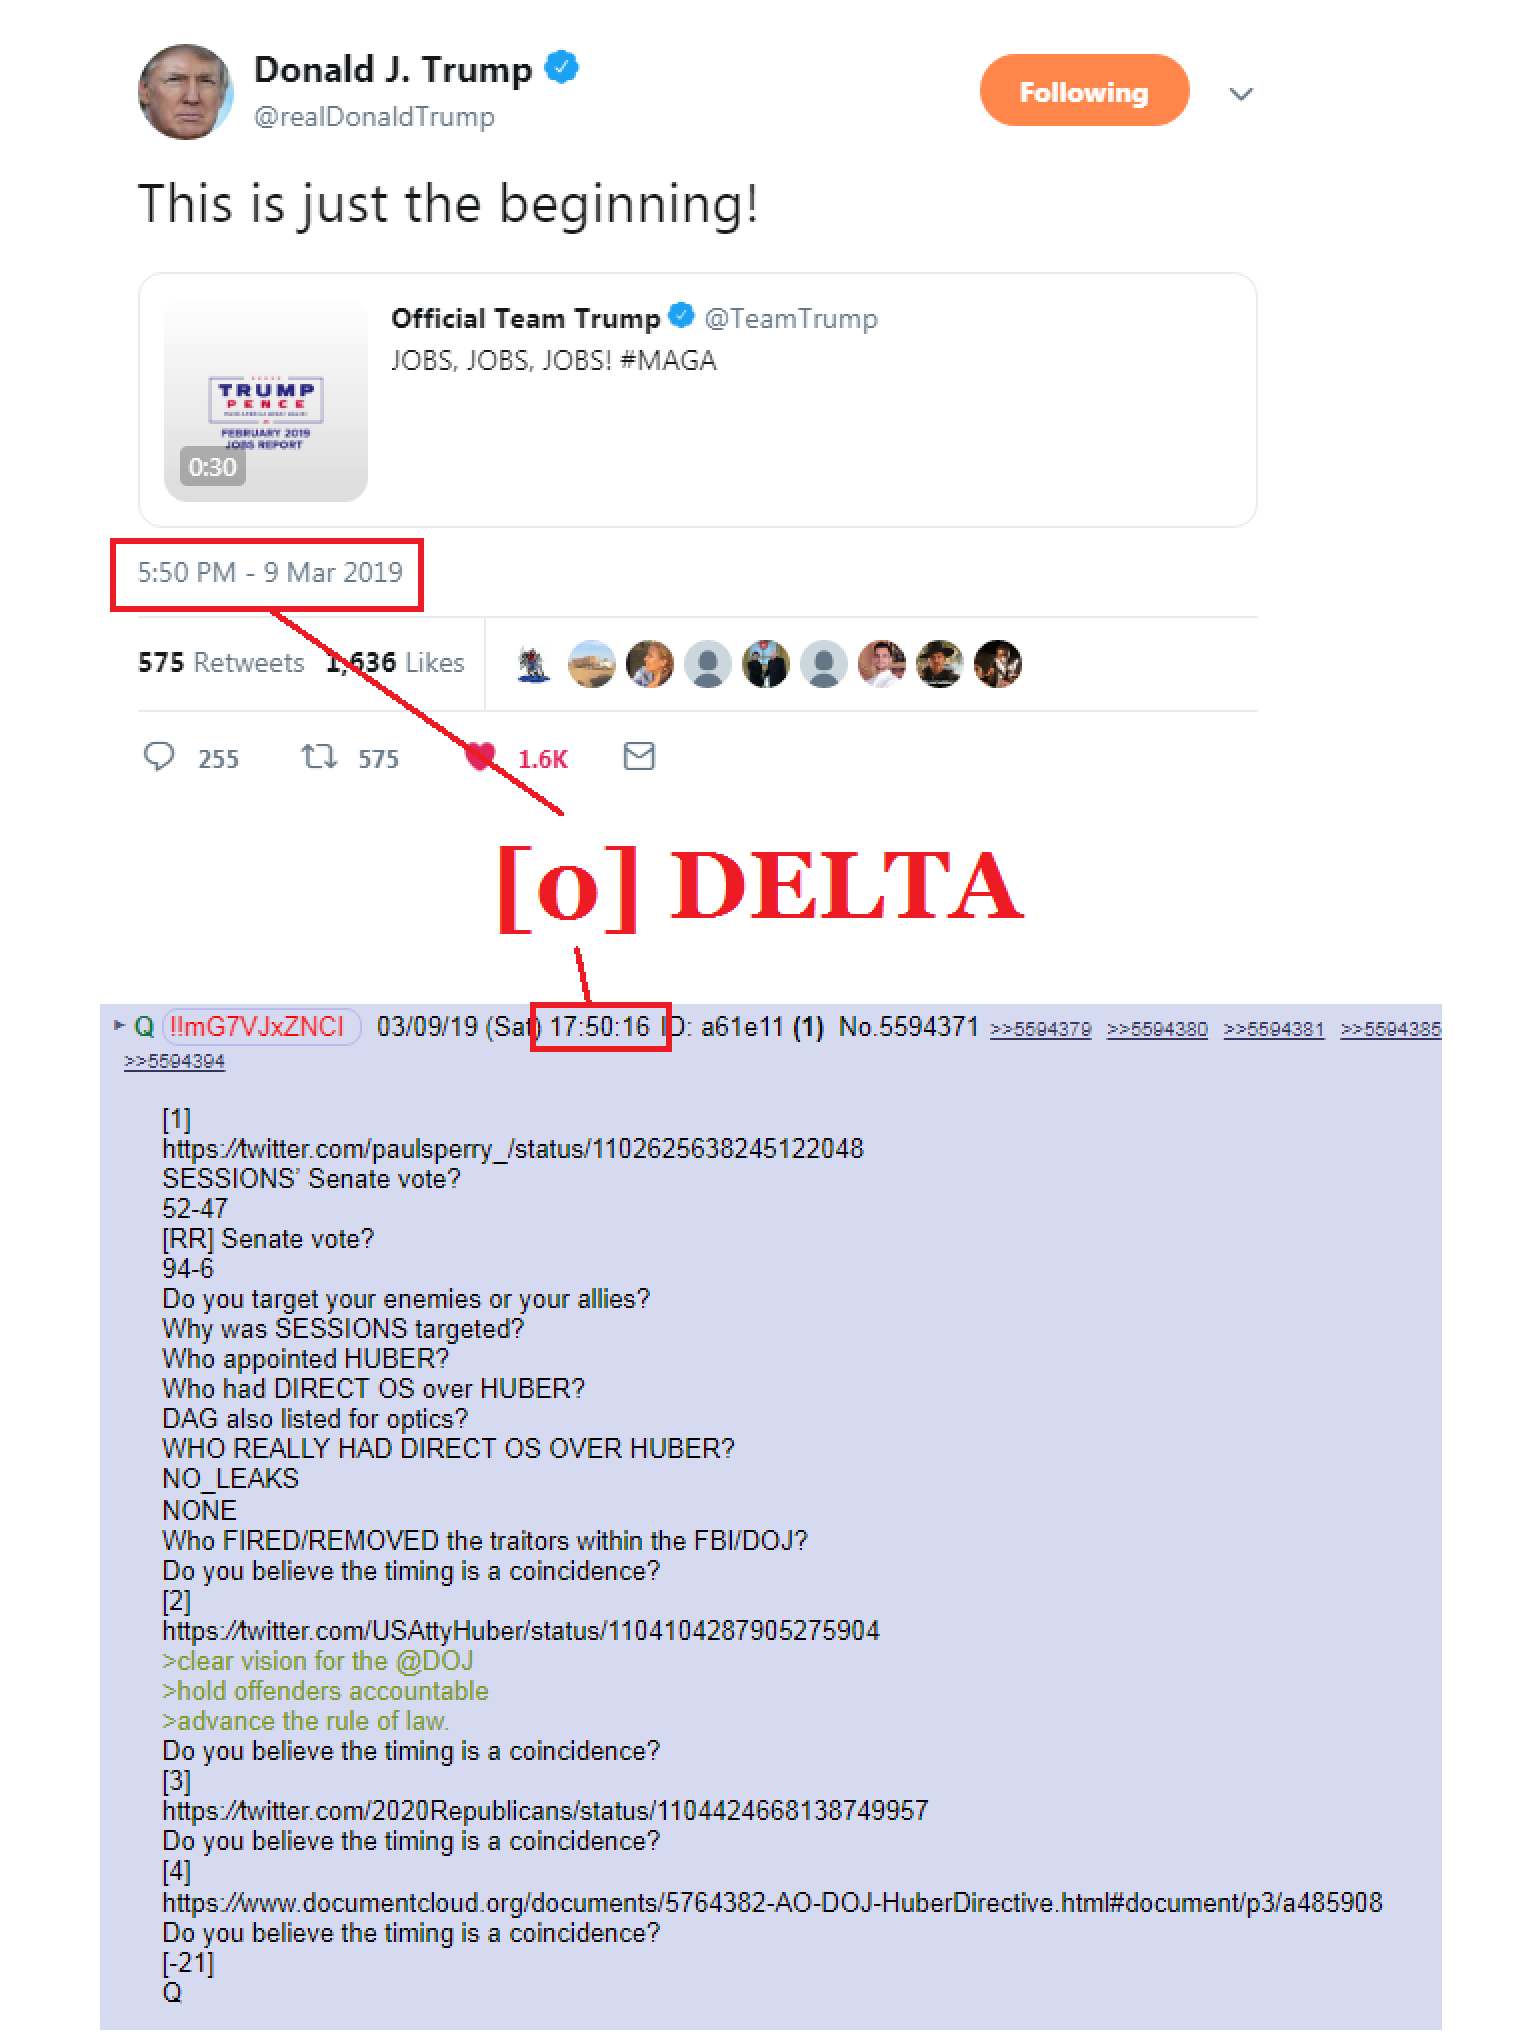 Donald J. Trump
@realDonaldTrump
Following
This is just the beginning!
Official Team Trump @TeamTrump
JOBS, JOBS, JOBS! #MAGA
TRUMP
PENCE
FEBRUARY 2019
JOBS REPORT
0:30
5:50 PM - 9 Mar 2019
575 Retweets 1,636 Likes
255 575 1.6K
[o] DELTA
Q !!mG7VJxZNCI 03/09/19 (Sat) 17:50:16 ID: a61e11 (1) No.5594371 >>5594379 >>5594380 >>5594381 >>5594385
>>5594394
[1]
https://twitter.com/paulsperry_/status/1102625638245122048
SESSIONS' Senate vote?
52-47
[RR] Senate vote?
94-6
Do you target your enemies or your allies?
Why was SESSIONS targeted?
Who appointed HUBER?
Who had DIRECT OS over HUBER?
DAG also listed for optics?
WHO REALLY HAD DIRECT OS OVER HUBER?
NO_LEAKS
NONE
Who FIRED/REMOVED the traitors within the FBI/DOJ?
Do you believe the timing is a coincidence?
[2]
https://twitter.com/USAttyHuber/status/1104104287905275904
>clear vision for the @DOJ
>hold offenders accountable
>advance the rule of law.
Do you believe the timing is a coincidence?
[3]
https://twitter.com/2020Republicans/status/1104424668138749957
Do you believe the timing is a coincidence?
[4]
https://www.documentcloud.org/documents/5764382-AO-DOJ-HuberDirective.html#document/p3/a485908
Do you believe the timing is a coincidence?
[-21]
Q